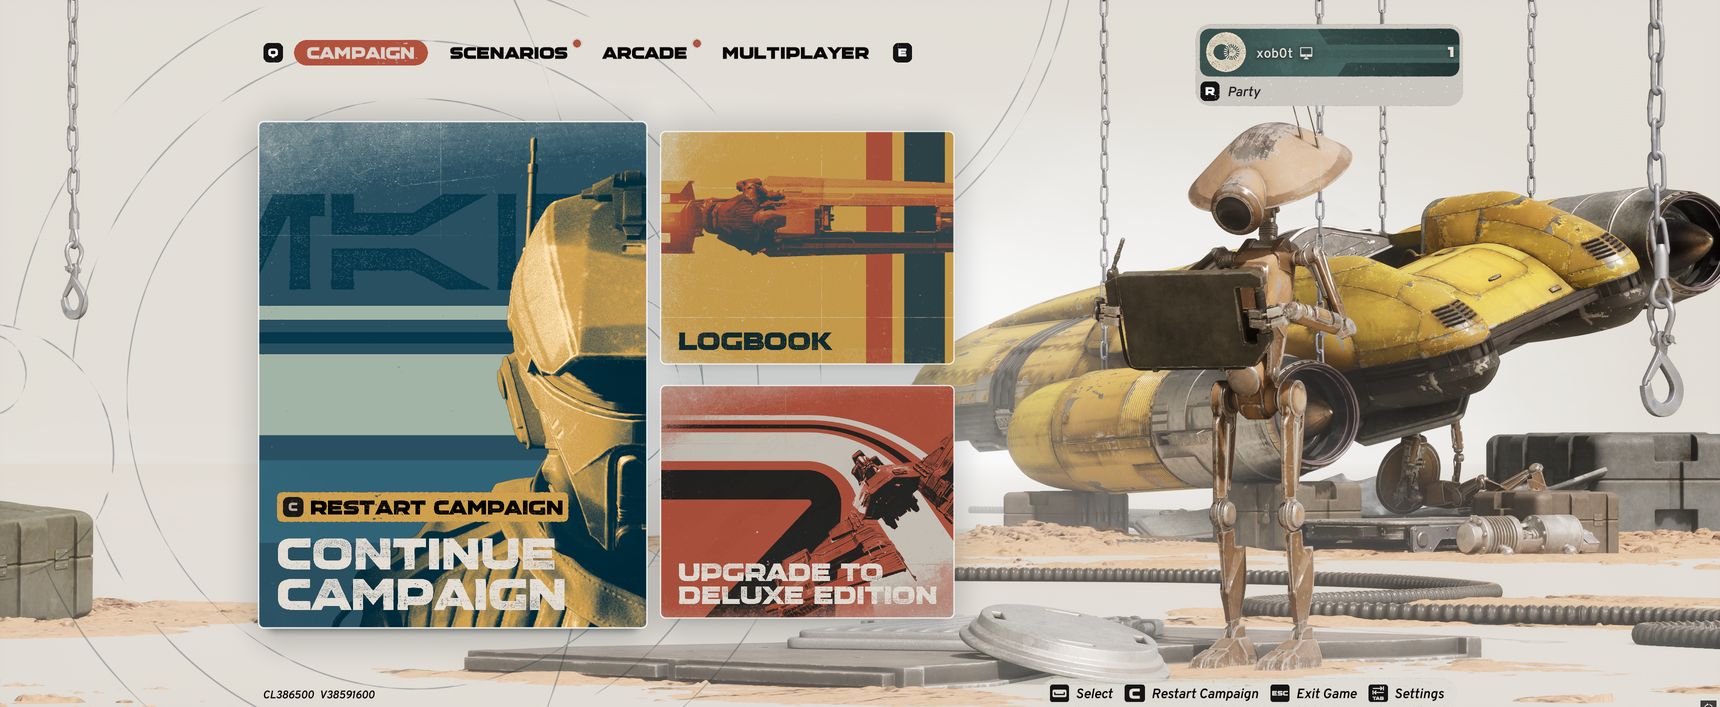 Q CAMPAIGN SCENARIOS ARCADE MULTIPLAYER E
xob0t 1
R Party
LOGBOOK
C RESTART CAMPAIGN
CONTINUE
CAMPAIGN
UPGRADE TO
DELUXE EDITION
CL386500 V38591600
Select C Restart Campaign ESC Exit Game TAB Settings